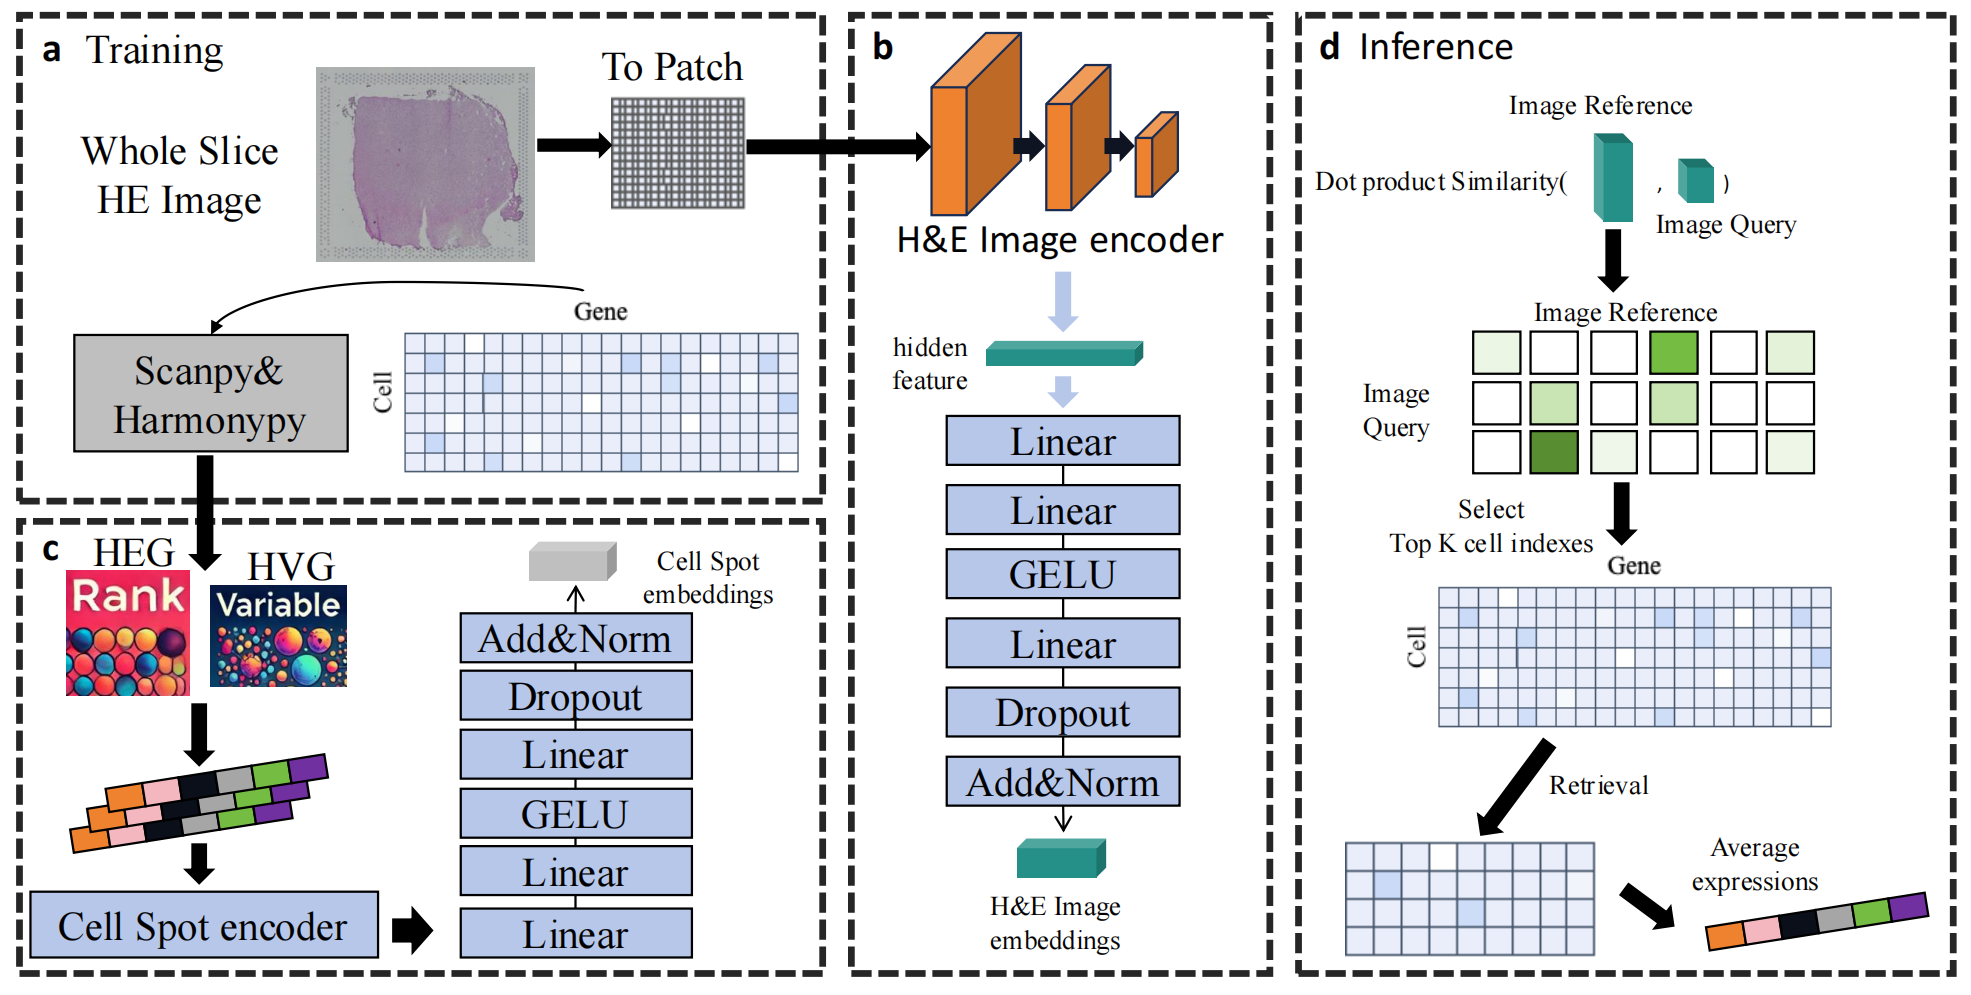 a Training
To Patch
Whole Slice
HE Image
Gene
Cell
Scanpy&
Harmonypy
b
H&E Image encoder
hidden
feature
Linear
Linear
GELU
Linear
Dropout
Add&Norm
H&E Image
embeddings
c
HEG
HVG
Rank
Variable
Cell Spot encoder
Cell Spot
embeddings
Add&Norm
Dropout
Linear
GELU
Linear
Linear
d Inference
Image Reference
Dot product Similarity( , )
Image Query
Image Reference
Image
Query
Select
Top K cell indexes
Gene
Cell
Retrieval
Average
expressions